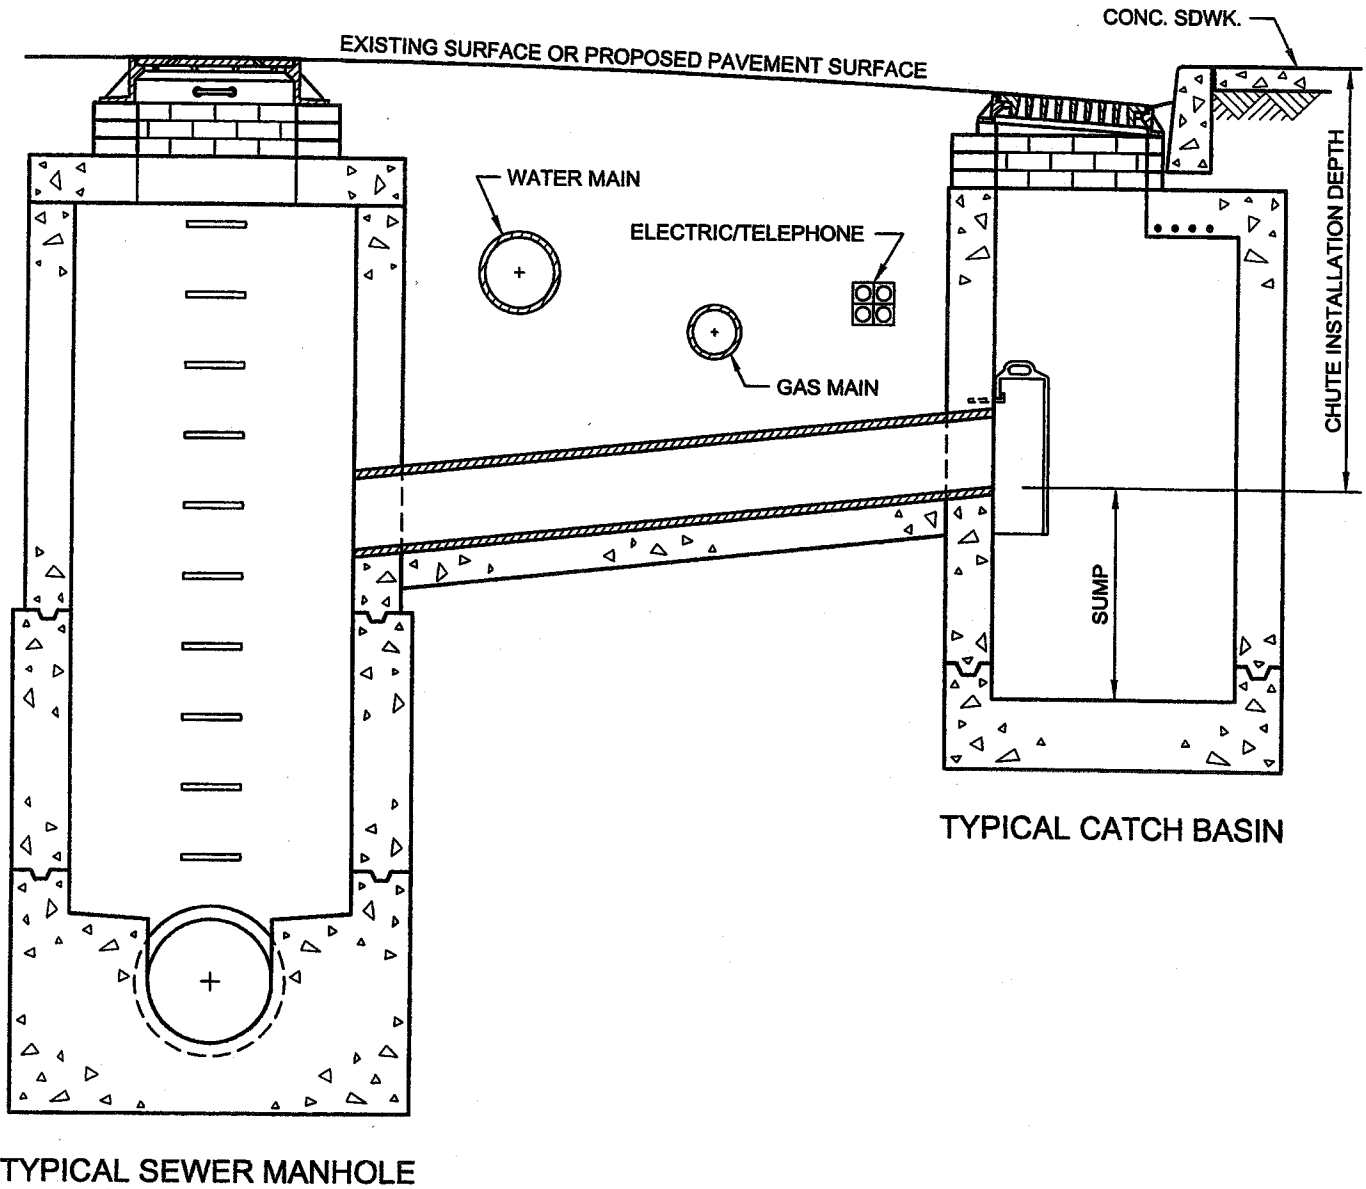 CONC. SDWK.
EXISTING SURFACE OR PROPOSED PAVEMENT SURFACE
WATER MAIN
ELECTRIC/TELEPHONE
GAS MAIN
CHUTE INSTALLATION DEPTH
SUMP
TYPICAL CATCH BASIN
TYPICAL SEWER MANHOLE